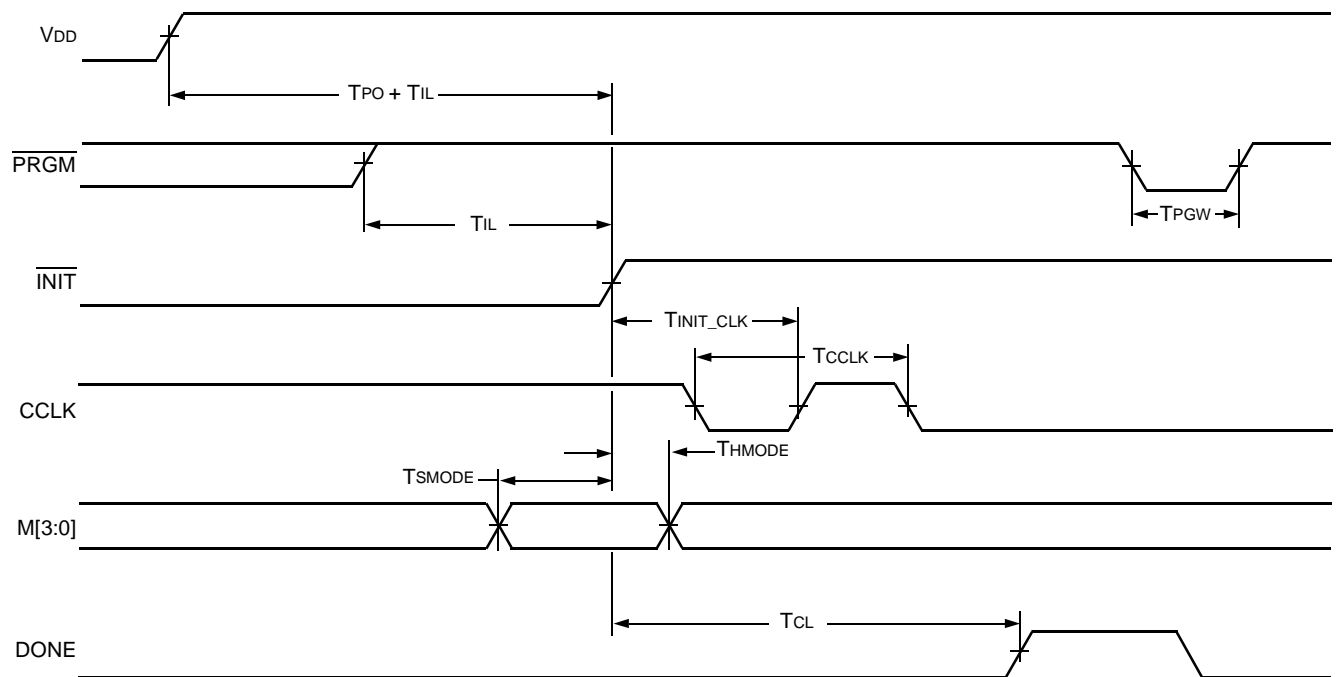 VDD
TPO + TIL
PRGM
TIL
TPGW
INIT
TINIT_CLK
TCCLK
CCLK
THMODE
TSMODE
M[3:0]
TCL
DONE